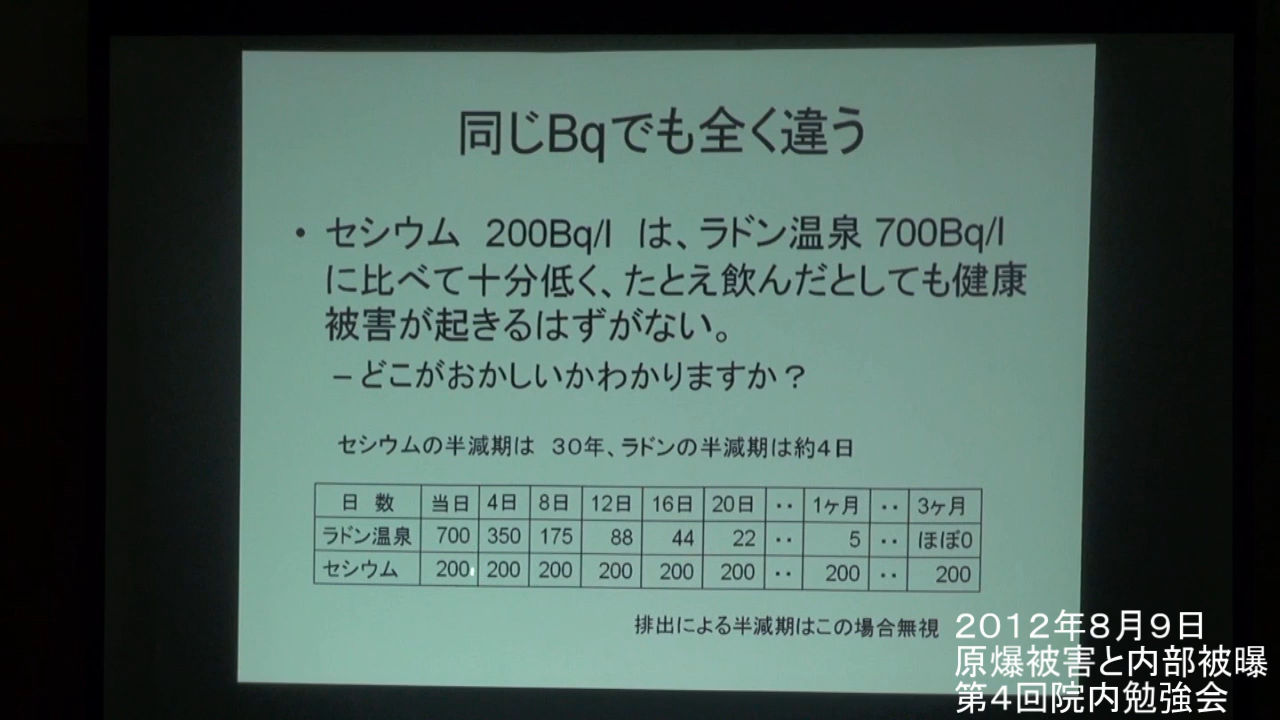 同じBqでも全く違う
• セシウム 200Bq/l は、ラドン温泉 700Bq/l
に比べて十分低く、たとえ飲んだとしても健康
被害が起きるはずがない。
– どこがおかしいかわかりますか？
セシウムの半減期は 30年、ラドンの半減期は約4日
日 数 当日 4日 8日 12日 16日 20日 ‥ 1ヶ月 ‥ 3ヶ月
ラドン温泉 700 350 175 88 44 22 ‥ 5 ‥ ほぼ0
セシウム 200 200 200 200 200 200 ‥ 200 ‥ 200
排出による半減期はこの場合無視
２０１２年８月９日
原爆被害と内部被曝
第４回院内勉強会